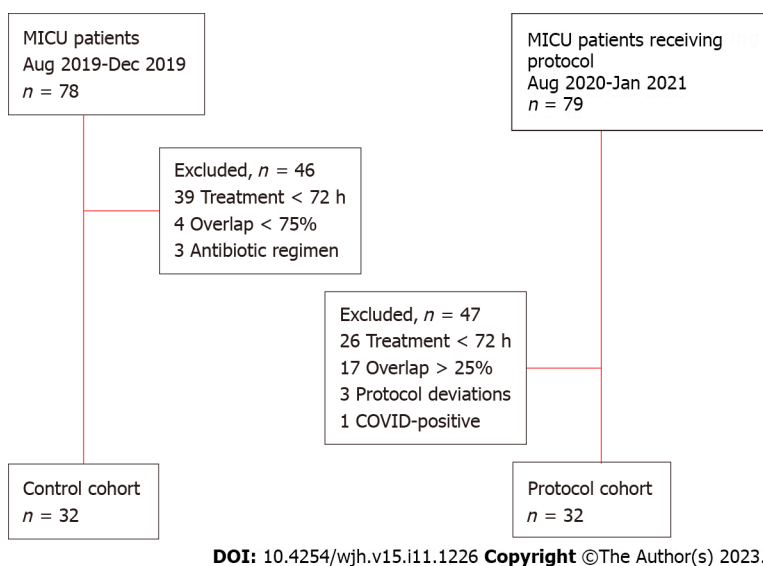 MICU patients
Aug 2019-Dec 2019
n = 78
MICU patients receiving
protocol
Aug 2020-Jan 2021
n = 79
Excluded, n = 46
39 Treatment < 72 h
4 Overlap < 75%
3 Antibiotic regimen
Excluded, n = 47
26 Treatment < 72 h
17 Overlap > 25%
3 Protocol deviations
1 COVID-positive
Control cohort
n = 32
Protocol cohort
n = 32
DOI: 10.4254/wjh.v15.i11.1226 Copyright ©The Author(s) 2023.